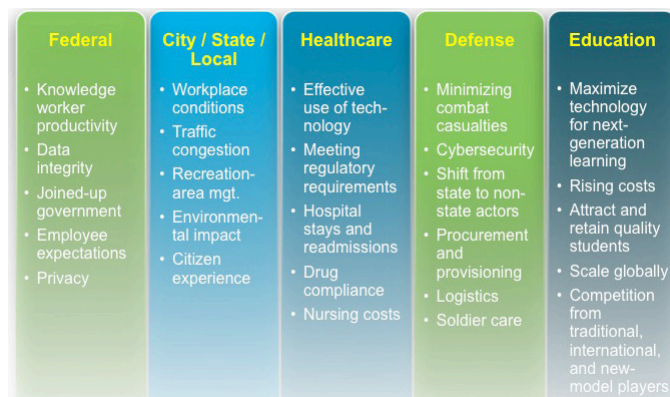 Federal
• Knowledge
worker
productivity
• Data
integrity
• Joined-up
government
• Employee
expectations
• Privacy
City / State /
Local
• Workplace
conditions
• Traffic
congestion
• Recreation-
area mgt.
• Environmen-
tal impact
• Citizen
experience
Healthcare
• Effective
use of tech-
nology
• Meeting
regulatory
requirements
• Hospital
stays and
readmissions
• Drug
compliance
• Nursing costs
Defense
• Minimizing
combat
casualties
• Cybersecurity
• Shift from
state to non-
state actors
• Procurement
and
provisioning
• Logistics
• Soldier care
Education
• Maximize
technology
for next-
generation
learning
• Rising costs
• Attract and
retain quality
students
• Scale globally
• Competition
from
traditional,
international,
and new-
model players